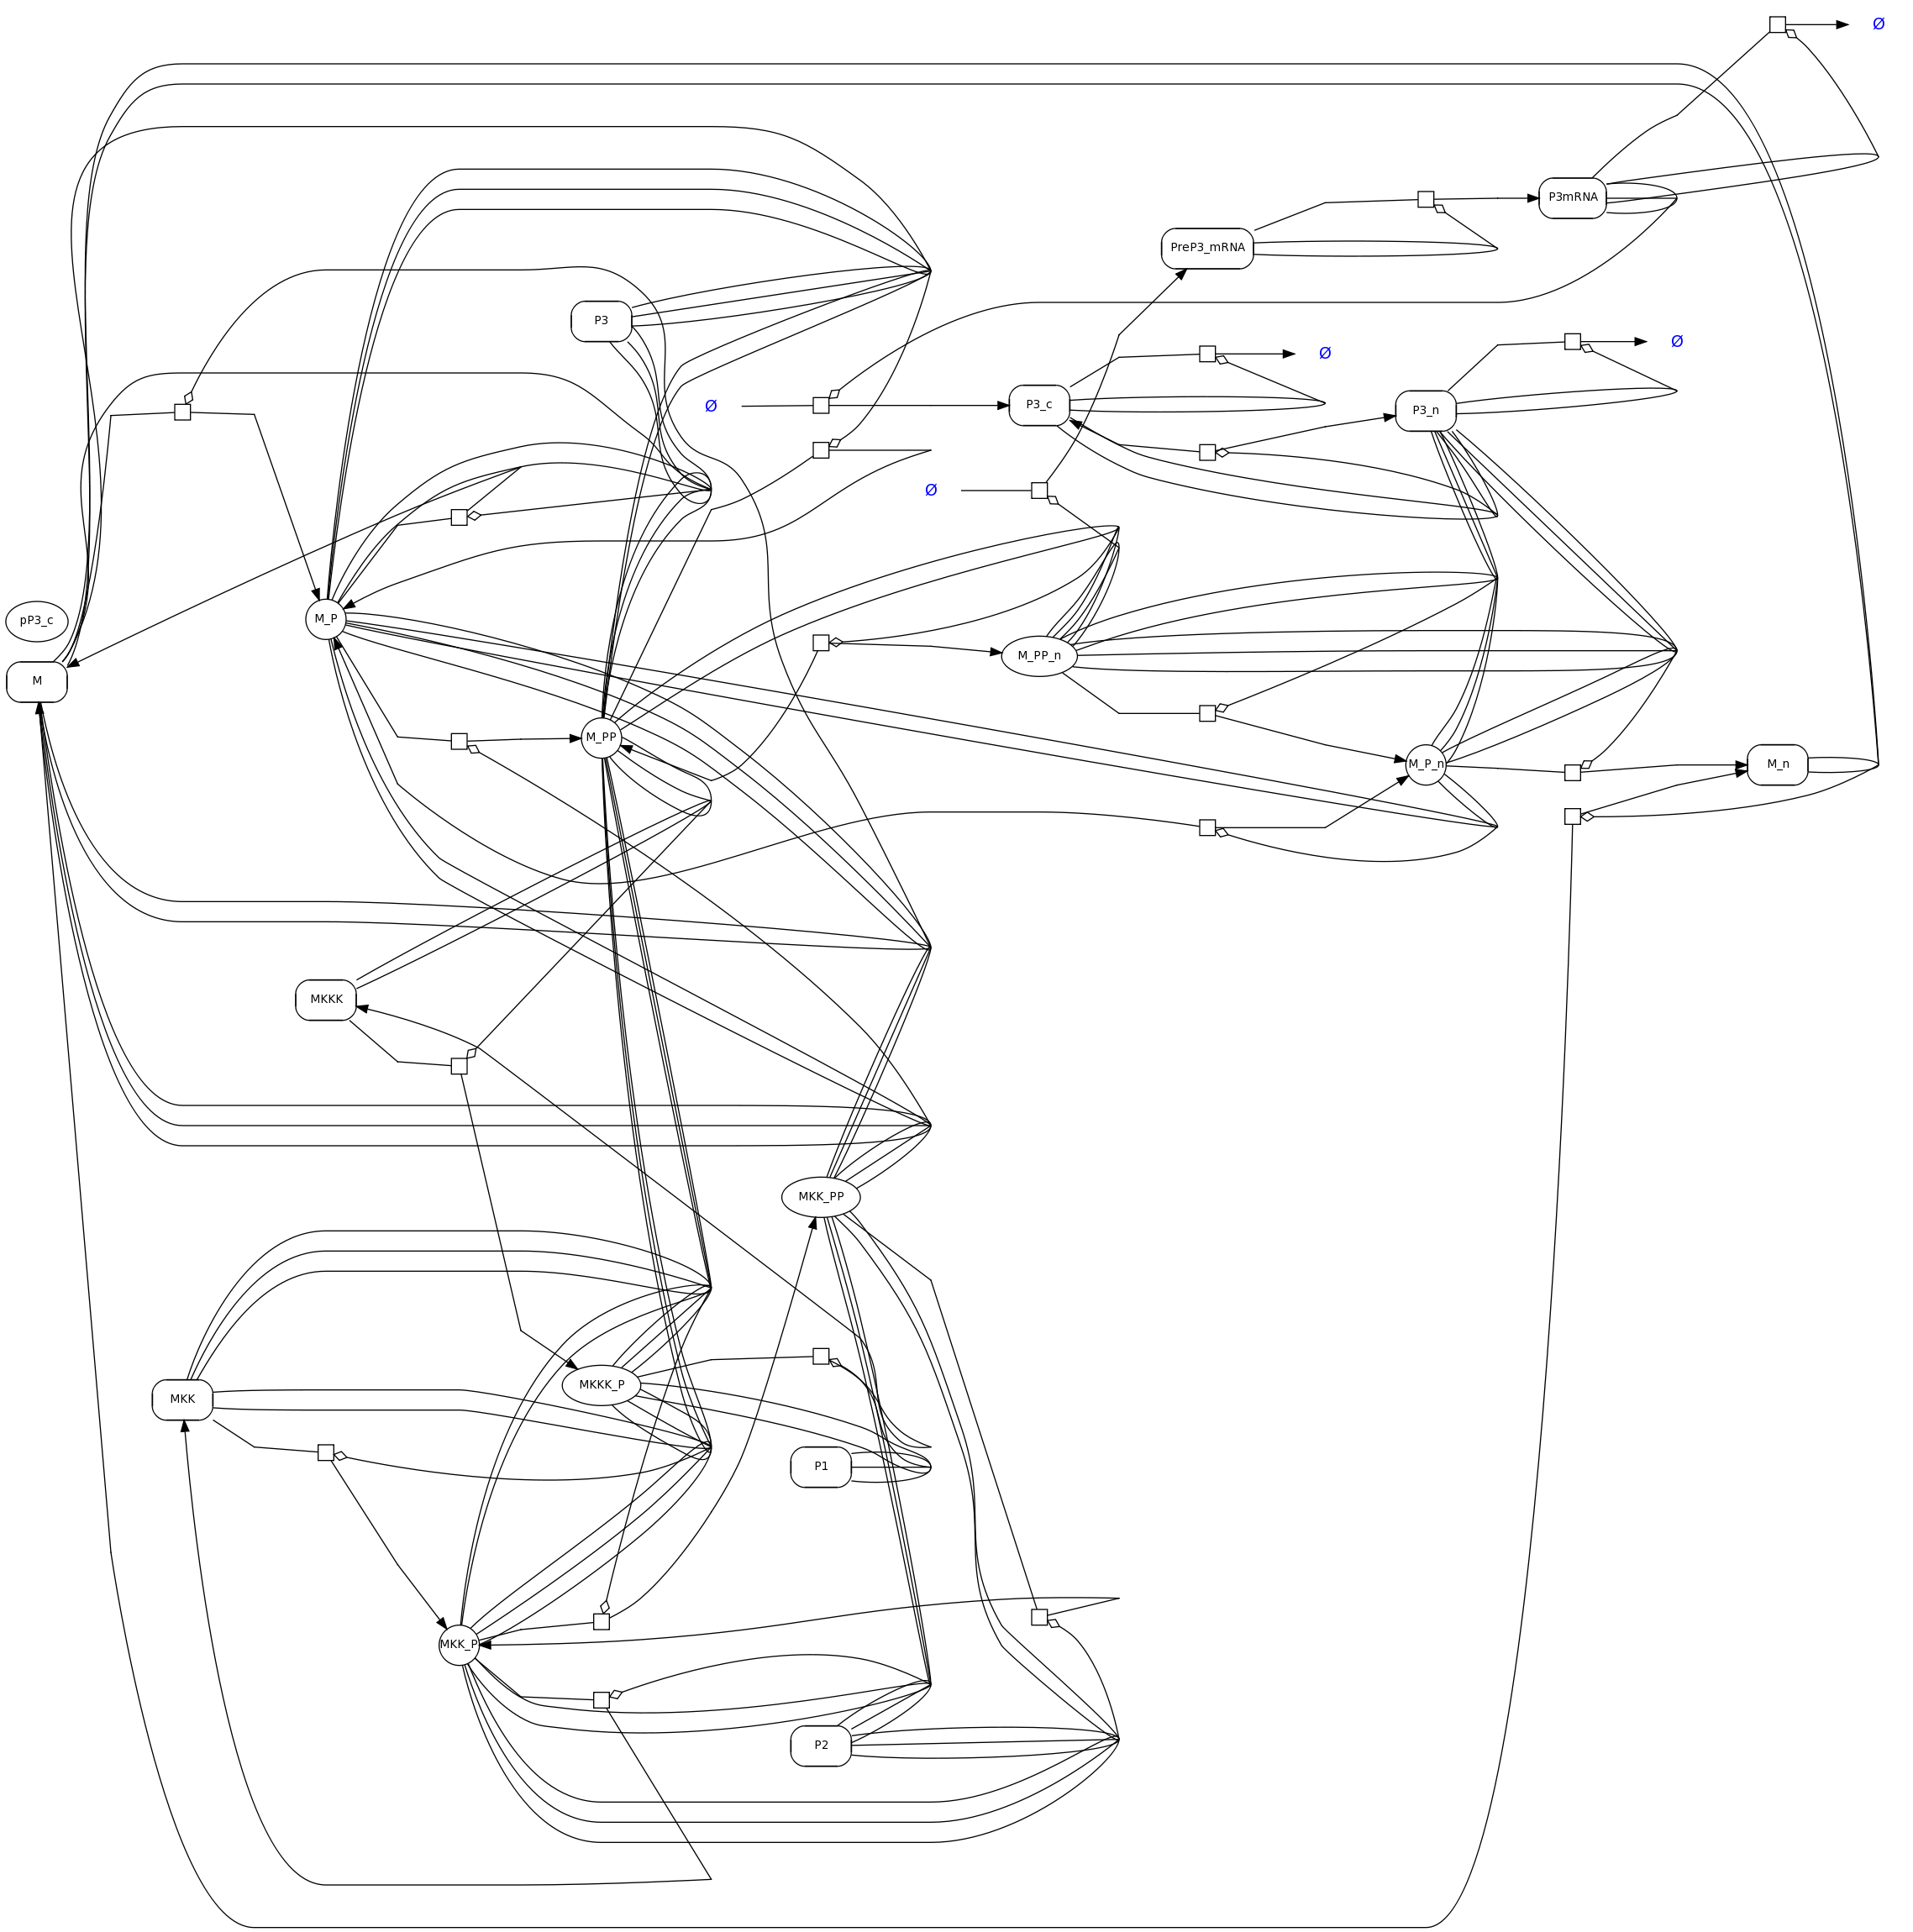 Ø
P3mRNA
PreP3_mRNA
P3
Ø
Ø
Ø
P3_c
P3_n
Ø
pP3_c
M_P
M
M_PP_n
M_PP
M_P_n
M_n
MKKK
MKK_PP
MKKK_P
MKK
P1
MKK_P
P2